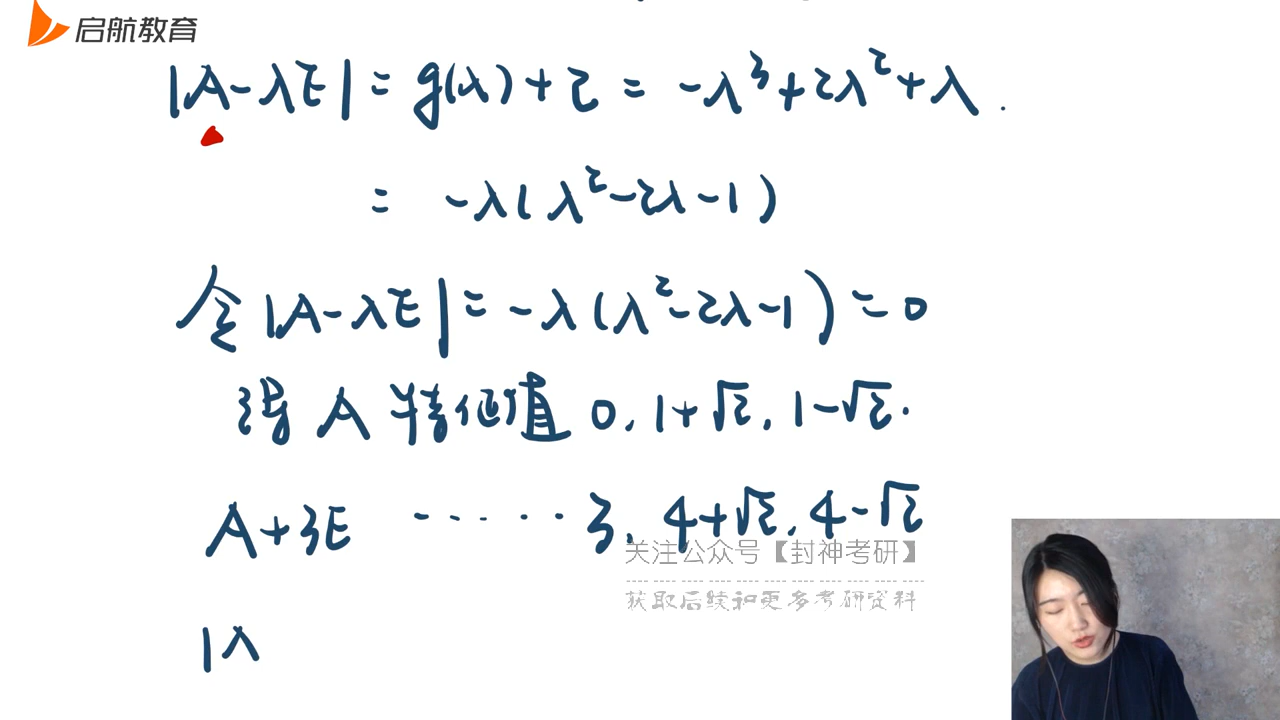 启航教育
|A-λE| = g(λ)+2 = -λ³+2λ²+λ.
= -λ(λ²-2λ-1)
令|A-λE|=-λ(λ²-2λ-1)=0
得 A 特征值 0, 1+√2, 1-√2.
A+3E ······ 3, 4+√2, 4-√2
关注公众号【封神考研】
获取后续和更多考研资料
|A